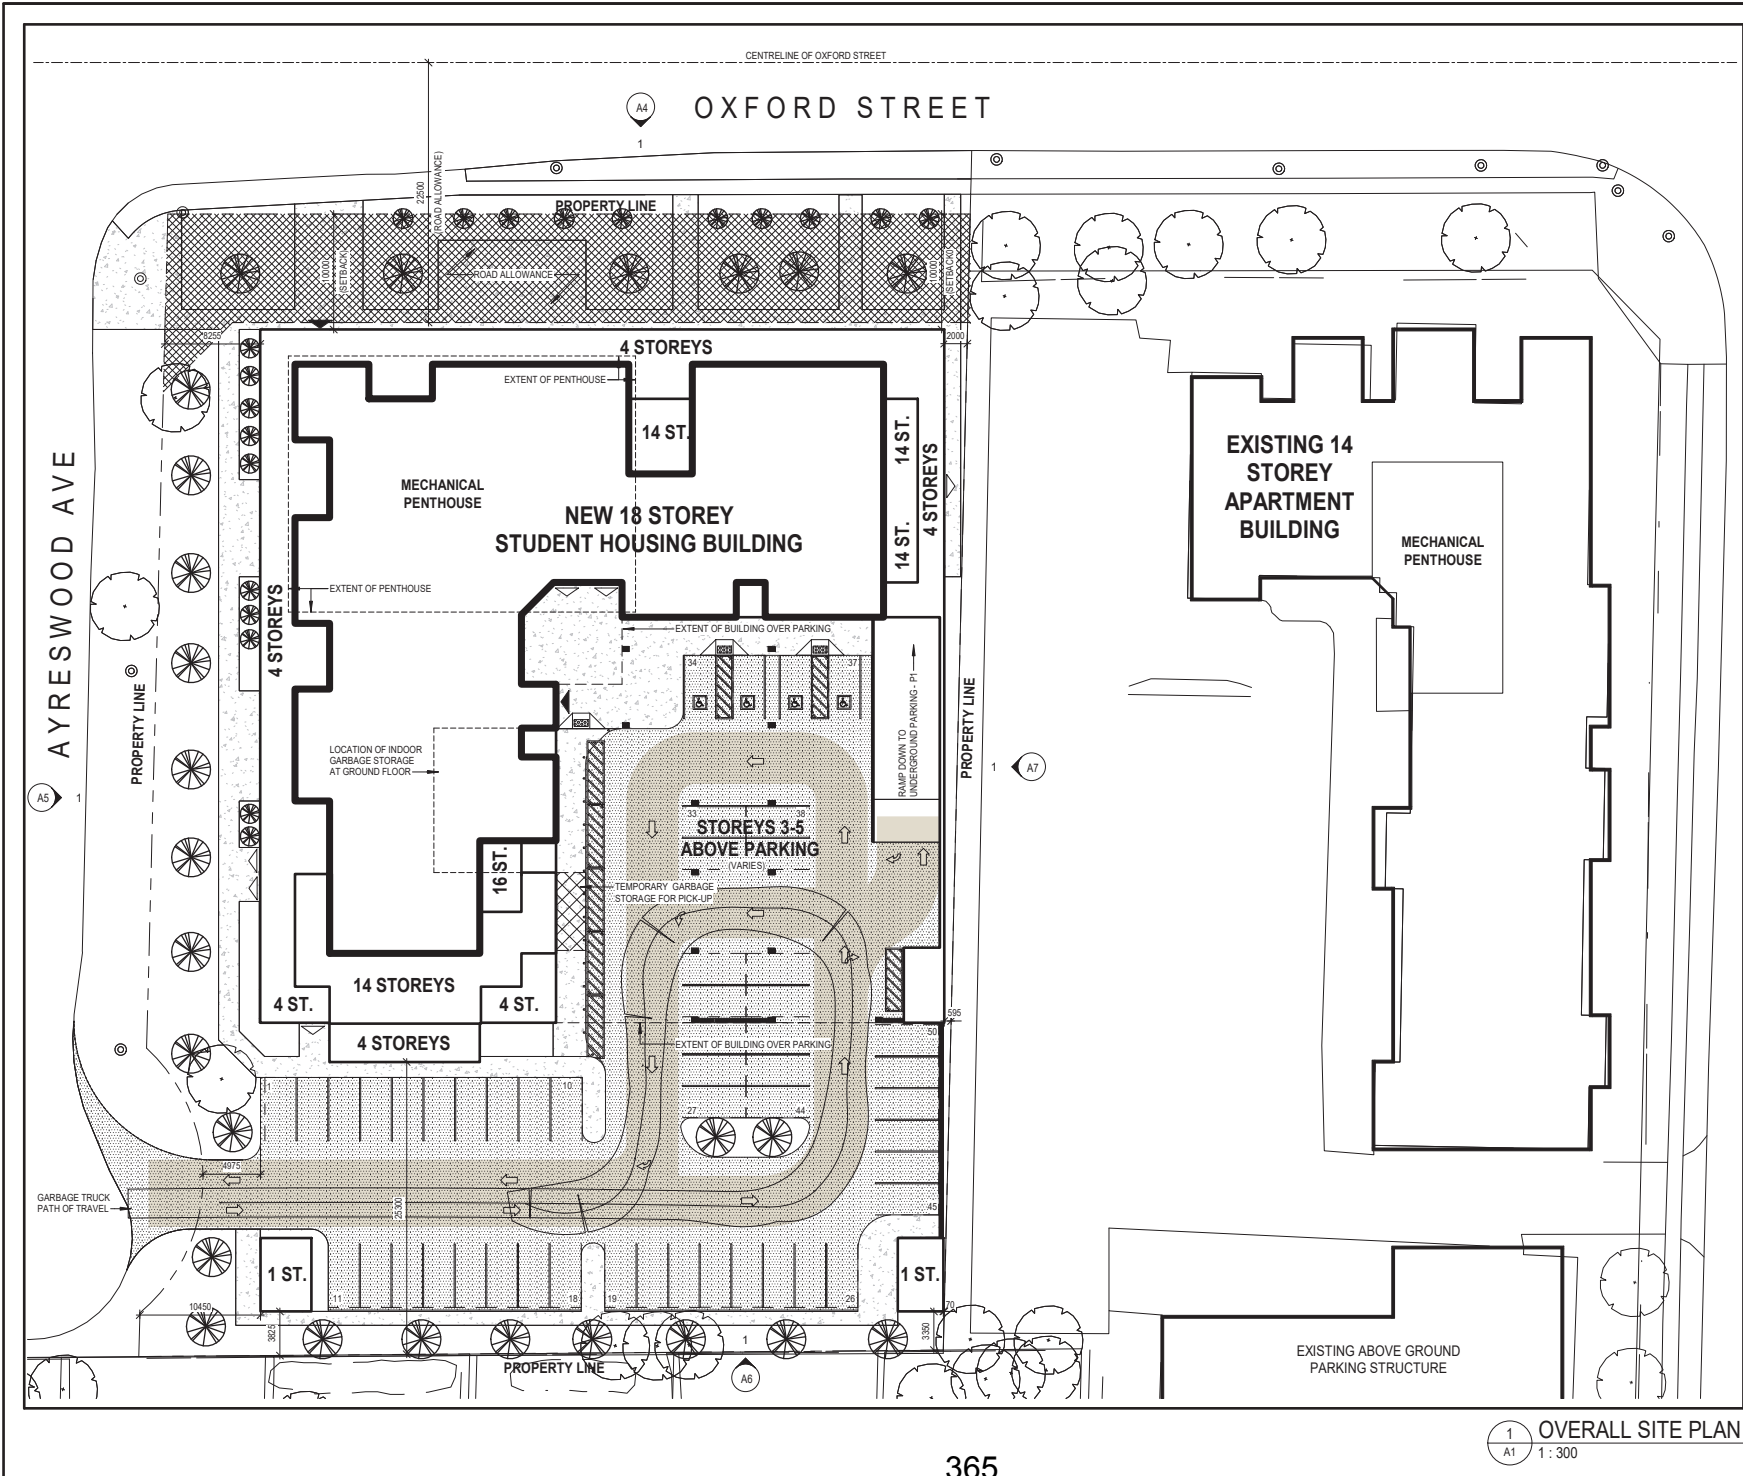 CENTRELINE OF OXFORD STREET
A4
1
OXFORD STREET
22500
(ROAD ALLOWANCE)
PROPERTY LINE
10000
(SETBACK)
ROAD ALLOWANCE
10000
(SETBACK)
8255
4 STOREYS
2000
EXTENT OF PENTHOUSE
14 ST.
14 ST.
4 STOREYS
14 ST.
MECHANICAL
PENTHOUSE
NEW 18 STOREY
STUDENT HOUSING BUILDING
EXISTING 14
STOREY
APARTMENT
BUILDING
MECHANICAL
PENTHOUSE
AYRESWOOD AVE
PROPERTY LINE
A5
1
4 STOREYS
EXTENT OF PENTHOUSE
EXTENT OF BUILDING OVER PARKING
34
37
RAMP DOWN TO
UNDERGROUND PARKING - P1
PROPERTY LINE
1
A7
LOCATION OF INDOOR
GARBAGE STORAGE
AT GROUND FLOOR
33
38
STOREYS 3-5
ABOVE PARKING
(VARIES)
16 ST.
TEMPORARY GARBAGE
STORAGE FOR PICK-UP
14 STOREYS
4 ST.
4 ST.
595
50
4 STOREYS
EXTENT OF BUILDING OVER PARKING
1
10
27
44
4975
GARBAGE TRUCK
PATH OF TRAVEL
25300
45
1 ST.
1 ST.
11
18
19
26
10450
3825
70
3350
1
PROPERTY LINE
A6
EXISTING ABOVE GROUND
PARKING STRUCTURE
1
A1
OVERALL SITE PLAN
1 : 300
365